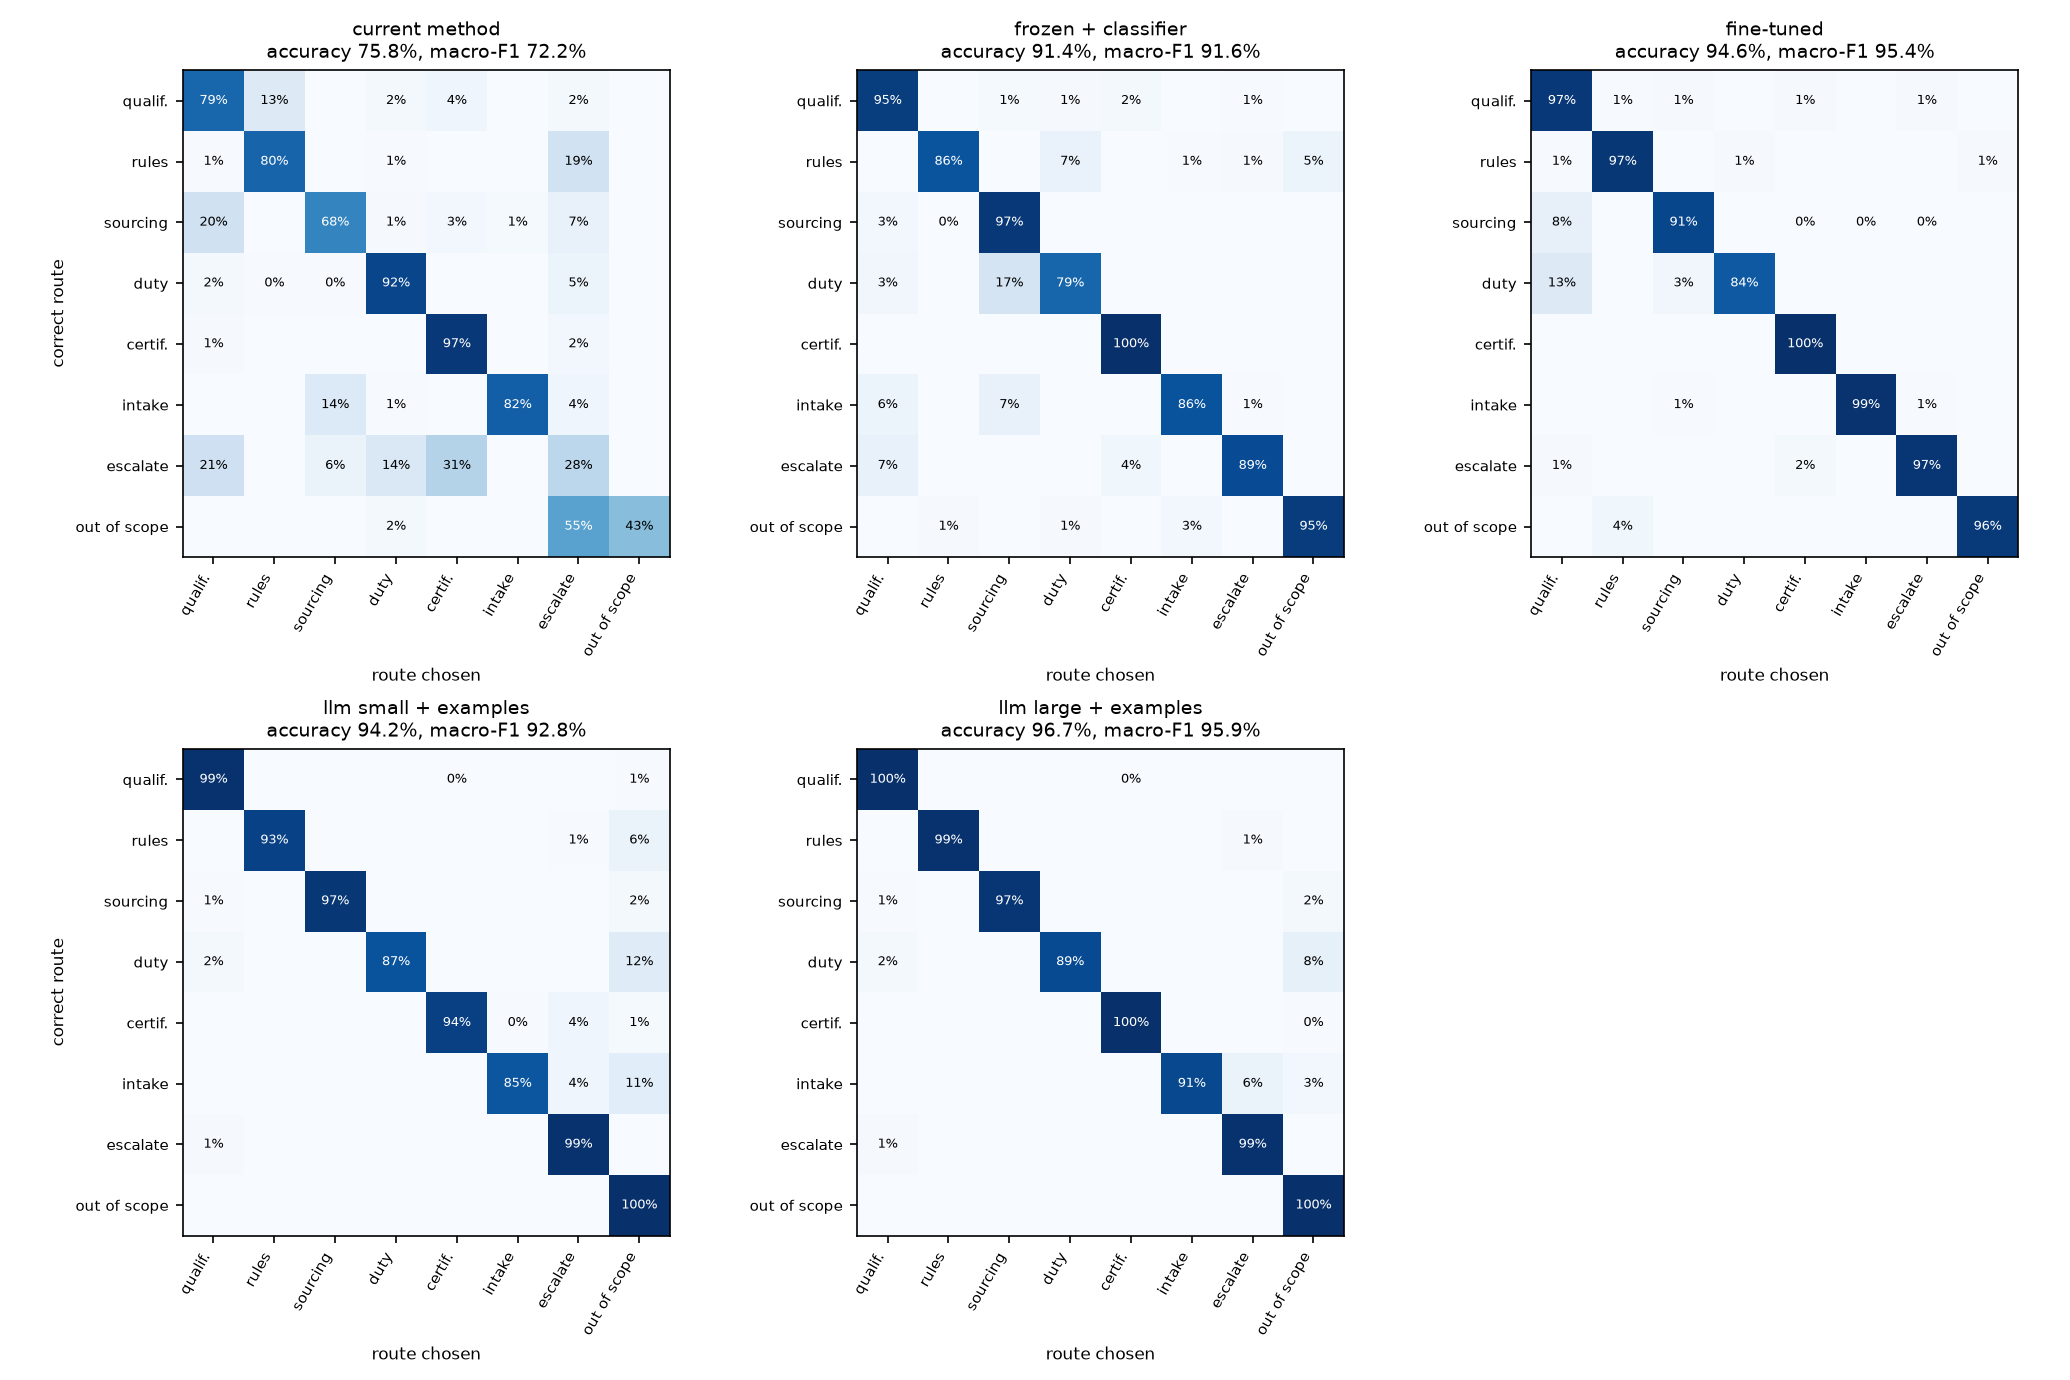 current method
accuracy 75.8%, macro-F1 72.2%
correct route
qualif. 79% 13% 2% 4% 2%
rules 1% 80% 1% 19%
sourcing 20% 68% 1% 3% 1% 7%
duty 2% 0% 0% 92% 5%
certif. 1% 97% 2%
intake 14% 1% 82% 4%
escalate 21% 6% 14% 31% 28%
out of scope 2% 55% 43%
qualif. rules sourcing duty certif. intake escalate out of scope
route chosen
frozen + classifier
accuracy 91.4%, macro-F1 91.6%
qualif. 95% 1% 1% 2% 1%
rules 86% 7% 1% 1% 5%
sourcing 3% 0% 97%
duty 3% 17% 79%
certif. 100%
intake 6% 7% 86% 1%
escalate 7% 4% 89%
out of scope 1% 1% 3% 95%
qualif. rules sourcing duty certif. intake escalate out of scope
route chosen
fine-tuned
accuracy 94.6%, macro-F1 95.4%
qualif. 97% 1% 1% 1% 1%
rules 1% 97% 1% 1%
sourcing 8% 91% 0% 0% 0%
duty 13% 3% 84%
certif. 100%
intake 1% 99% 1%
escalate 1% 2% 97%
out of scope 4% 96%
qualif. rules sourcing duty certif. intake escalate out of scope
route chosen
llm small + examples
accuracy 94.2%, macro-F1 92.8%
correct route
qualif. 99% 0% 1%
rules 93% 1% 6%
sourcing 1% 97% 2%
duty 2% 87% 12%
certif. 94% 0% 4% 1%
intake 85% 4% 11%
escalate 1% 99%
out of scope 100%
qualif. rules sourcing duty certif. intake escalate out of scope
route chosen
llm large + examples
accuracy 96.7%, macro-F1 95.9%
qualif. 100% 0%
rules 99% 1%
sourcing 1% 97% 2%
duty 2% 89% 8%
certif. 100% 0%
intake 91% 6% 3%
escalate 1% 99%
out of scope 100%
qualif. rules sourcing duty certif. intake escalate out of scope
route chosen